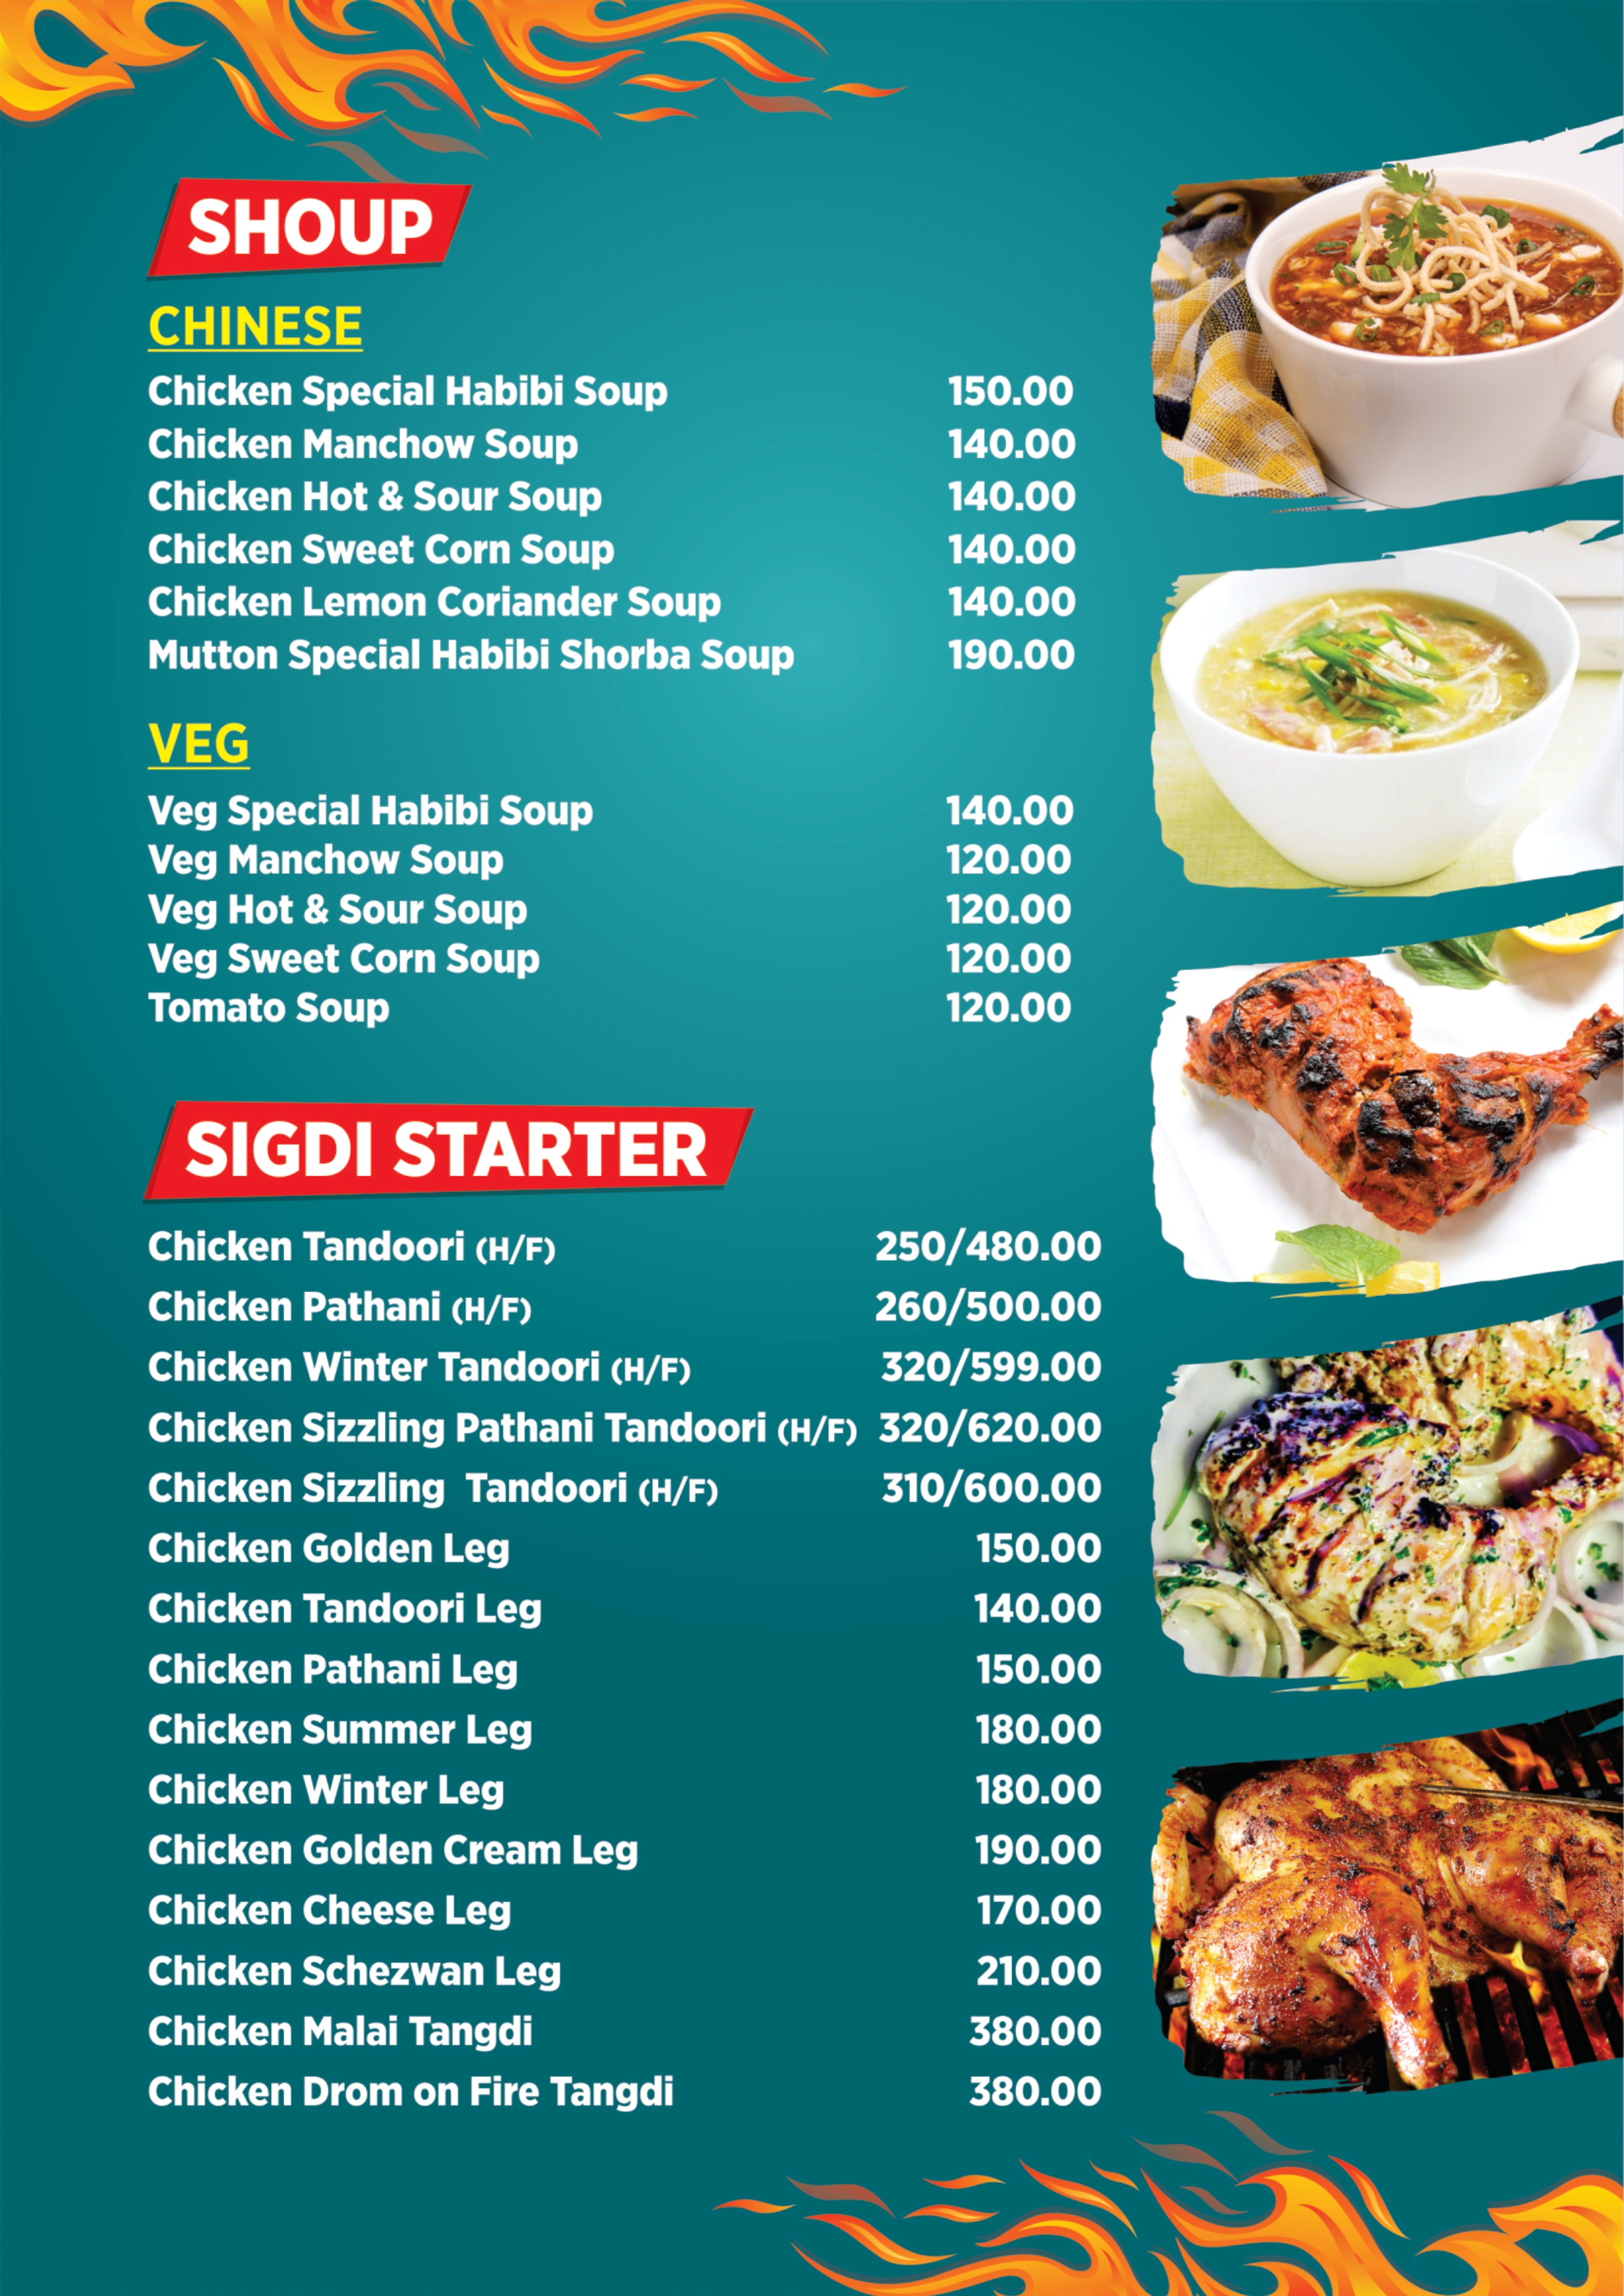 SHOUP
CHINESE
Chicken Special Habibi Soup 150.00
Chicken Manchow Soup 140.00
Chicken Hot & Sour Soup 140.00
Chicken Sweet Corn Soup 140.00
Chicken Lemon Coriander Soup 140.00
Mutton Special Habibi Shorba Soup 190.00
VEG
Veg Special Habibi Soup 140.00
Veg Manchow Soup 120.00
Veg Hot & Sour Soup 120.00
Veg Sweet Corn Soup 120.00
Tomato Soup 120.00
SIGDI STARTER
Chicken Tandoori (H/F) 250/480.00
Chicken Pathani (H/F) 260/500.00
Chicken Winter Tandoori (H/F) 320/599.00
Chicken Sizzling Pathani Tandoori (H/F) 320/620.00
Chicken Sizzling Tandoori (H/F) 310/600.00
Chicken Golden Leg 150.00
Chicken Tandoori Leg 140.00
Chicken Pathani Leg 150.00
Chicken Summer Leg 180.00
Chicken Winter Leg 180.00
Chicken Golden Cream Leg 190.00
Chicken Cheese Leg 170.00
Chicken Schezwan Leg 210.00
Chicken Malai Tangdi 380.00
Chicken Drom on Fire Tangdi 380.00